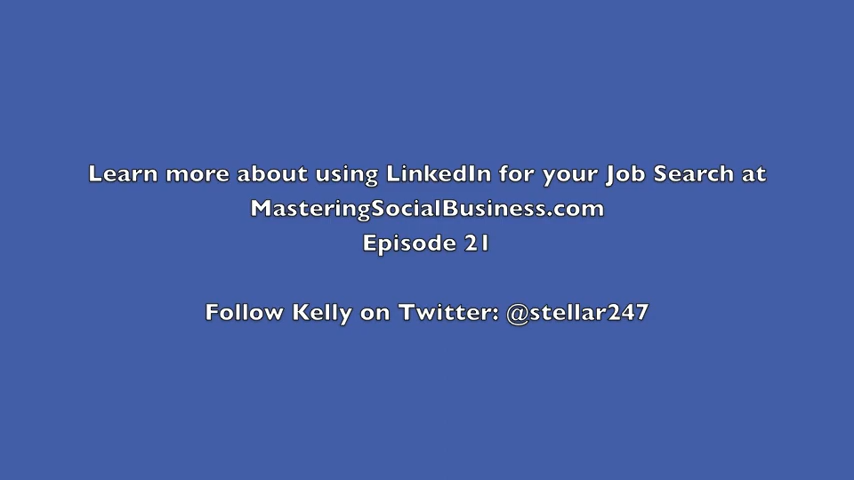 Learn more about using LinkedIn for your Job Search at
MasteringSocialBusiness.com
Episode 21
Follow Kelly on Twitter: @stellar247